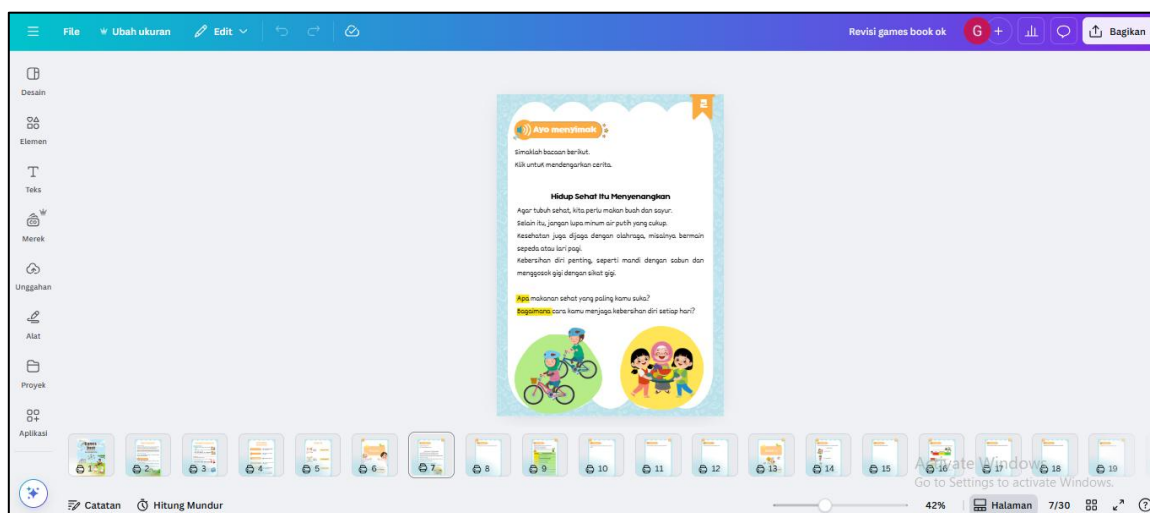 File Ubah ukuran Edit Revisi games book ok G + Bagikan
Desain
Elemen
Teks
Merek
Unggahan
Alat
Proyek
Aplikasi
2
Ayo menyimak
Simaklah bacaan berikut.
Klik untuk mendengarkan cerita.
Hidup Sehat Itu Menyenangkan
Agar tubuh sehat, kita perlu makan buah dan sayur.
Selain itu, jangan lupa minum air putih yang cukup.
Kesehatan juga dijaga dengan olahraga, misalnya bermain
sepeda atau lari pagi.
Kebersihan diri penting, seperti mandi dengan sabun dan
menggosok gigi dengan sikat gigi.
Apa makanan sehat yang paling kamu suka?
Bagaimana cara kamu menjaga kebersihan diri setiap hari?
1 2 3 4 5 6 7 8 9 10 11 12 13 14 15 16 17 18 19
Activate Windows
Go to Settings to activate Windows.
Catatan Hitung Mundur 42% Halaman 7/30